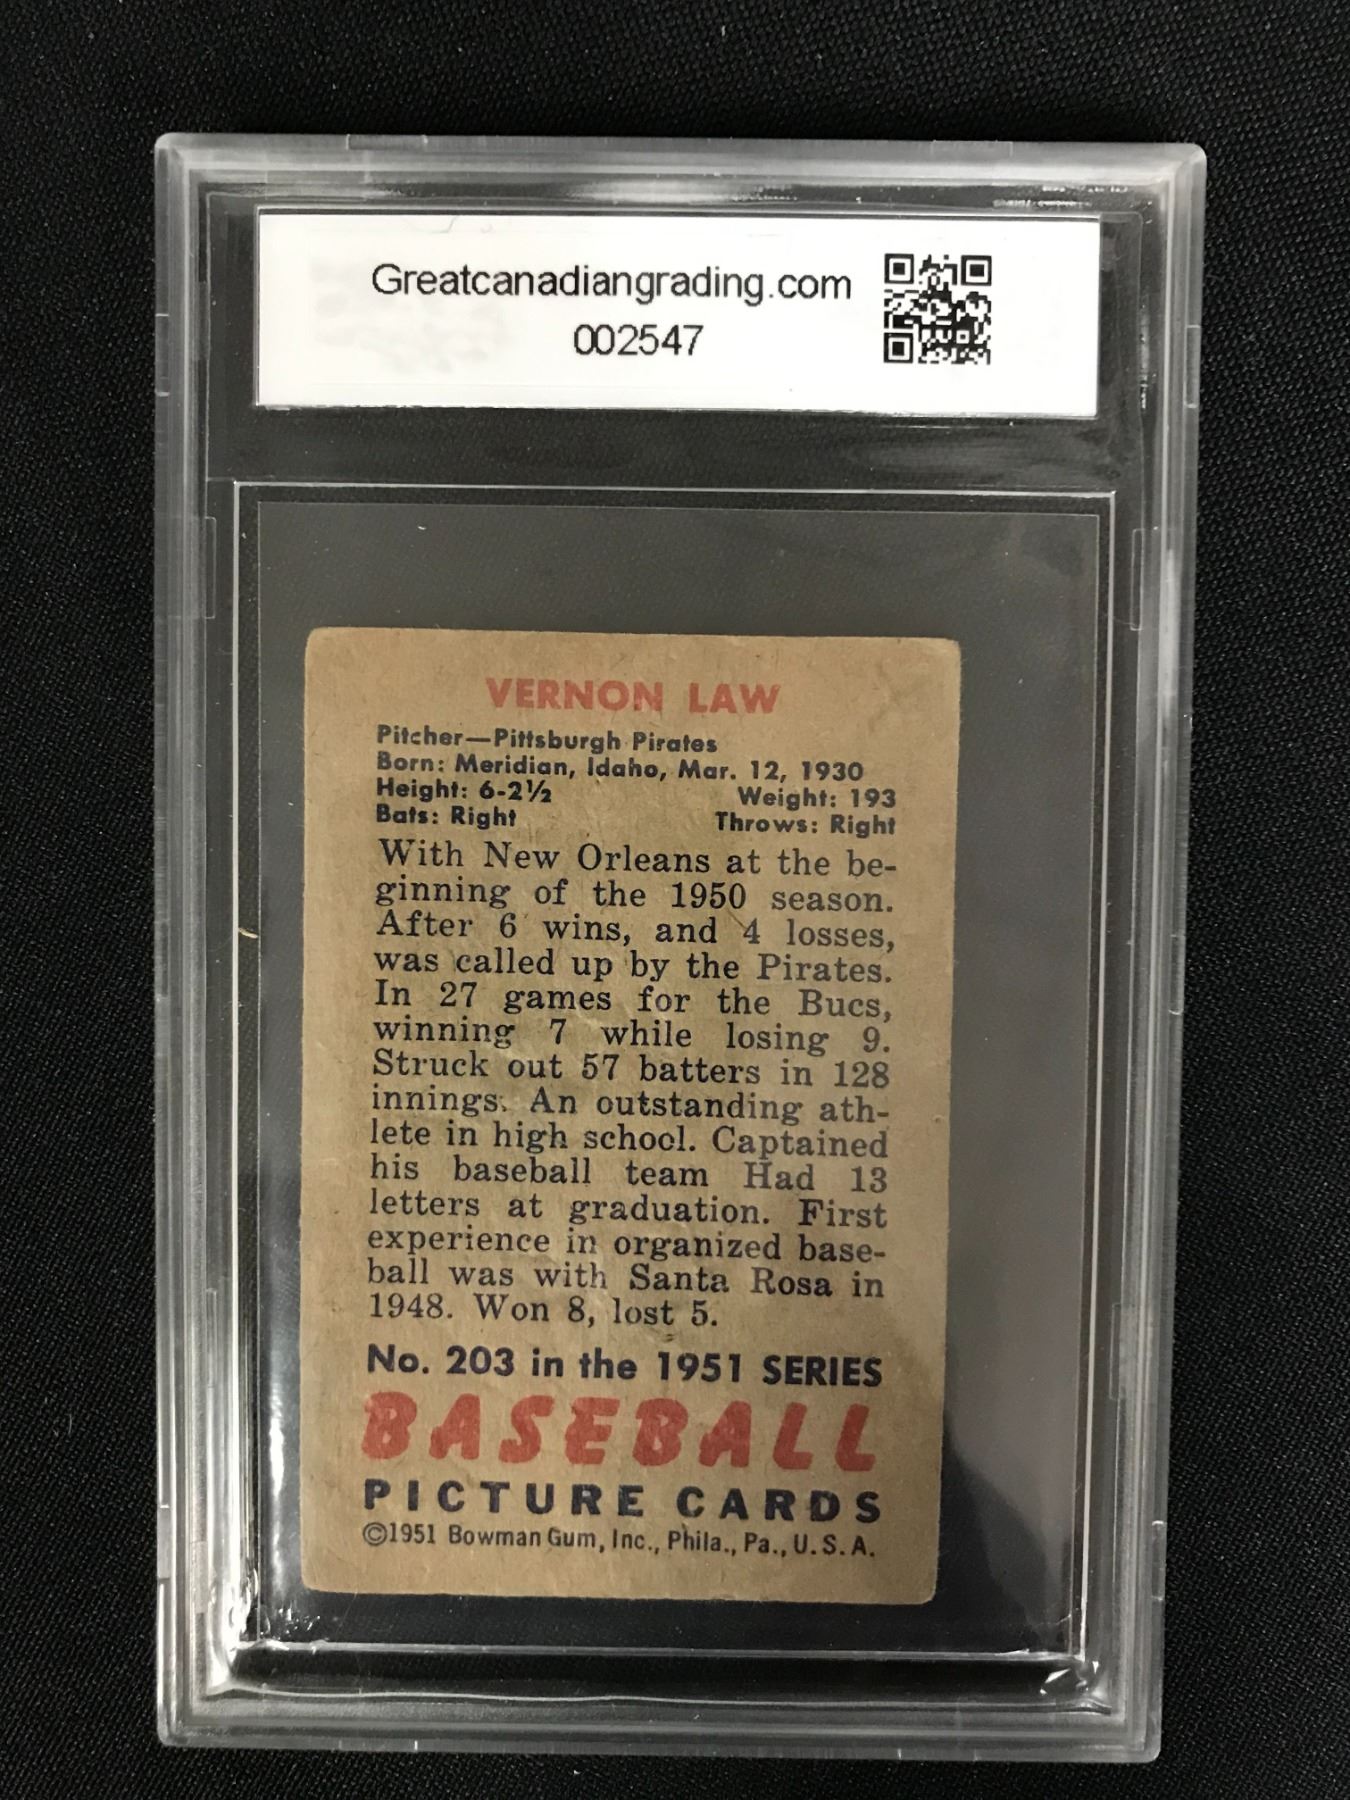 Greatcanadiangrading.com
002547
VERNON LAW
Pitcher—Pittsburgh Pirates
Born: Meridian, Idaho, Mar. 12, 1930
Height: 6-2½ Weight: 193
Bats: Right Throws: Right
With New Orleans at the be-
ginning of the 1950 season.
After 6 wins, and 4 losses,
was called up by the Pirates.
In 27 games for the Bucs,
winning 7 while losing 9.
Struck out 57 batters in 128
innings. An outstanding ath-
lete in high school. Captained
his baseball team Had 13
letters at graduation. First
experience in organized base-
ball was with Santa Rosa in
1948. Won 8, lost 5.
No. 203 in the 1951 SERIES
BASEBALL
PICTURE CARDS
©1951 Bowman Gum, Inc., Phila., Pa., U.S.A.